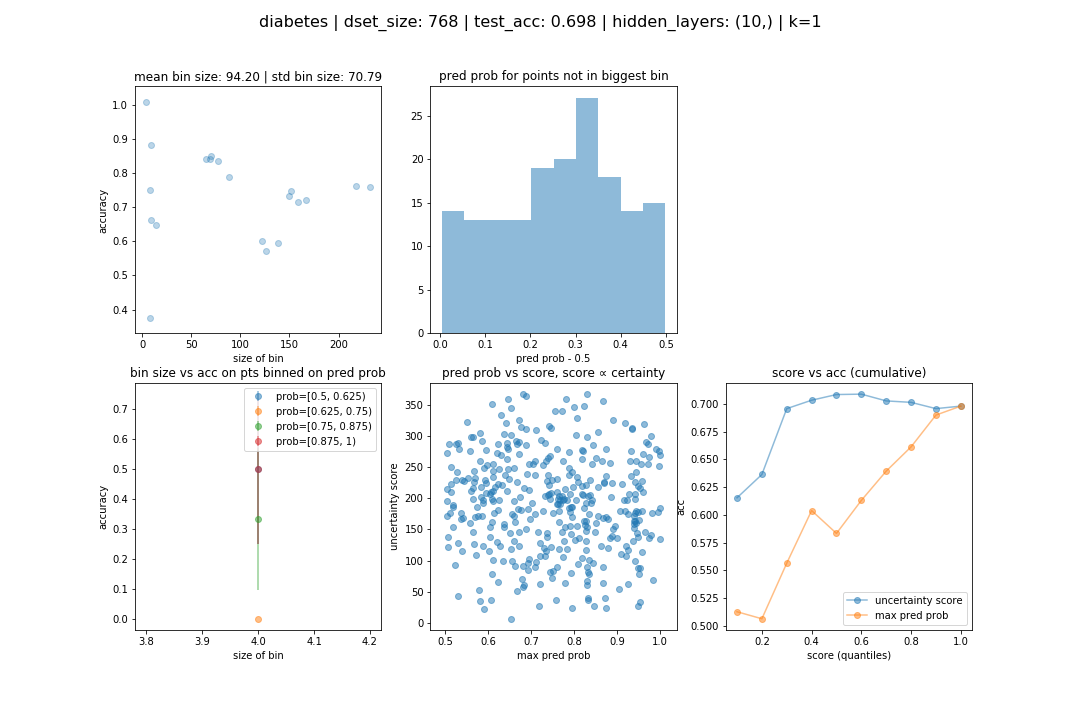 diabetes | dset_size: 768 | test_acc: 0.698 | hidden_layers: (10,) | k=1
mean bin size: 94.20 | std bin size: 70.79
1.0
0.9
0.8
0.7
0.6
0.5
0.4
accuracy
0 50 100 150 200
size of bin
pred prob for points not in biggest bin
25
20
15
10
5
0
0.0 0.1 0.2 0.3 0.4 0.5
pred prob - 0.5
bin size vs acc on pts binned on pred prob
prob=[0.5, 0.625)
prob=[0.625, 0.75)
prob=[0.75, 0.875)
prob=[0.875, 1)
0.7
0.6
0.5
0.4
0.3
0.2
0.1
0.0
accuracy
3.8 3.9 4.0 4.1 4.2
size of bin
pred prob vs score, score ∝ certainty
350
300
250
200
150
100
50
0
uncertainty score
0.5 0.6 0.7 0.8 0.9 1.0
max pred prob
score vs acc (cumulative)
0.700
0.675
0.650
0.625
0.600
0.575
0.550
0.525
0.500
acc
uncertainty score
max pred prob
0.2 0.4 0.6 0.8 1.0
score (quantiles)